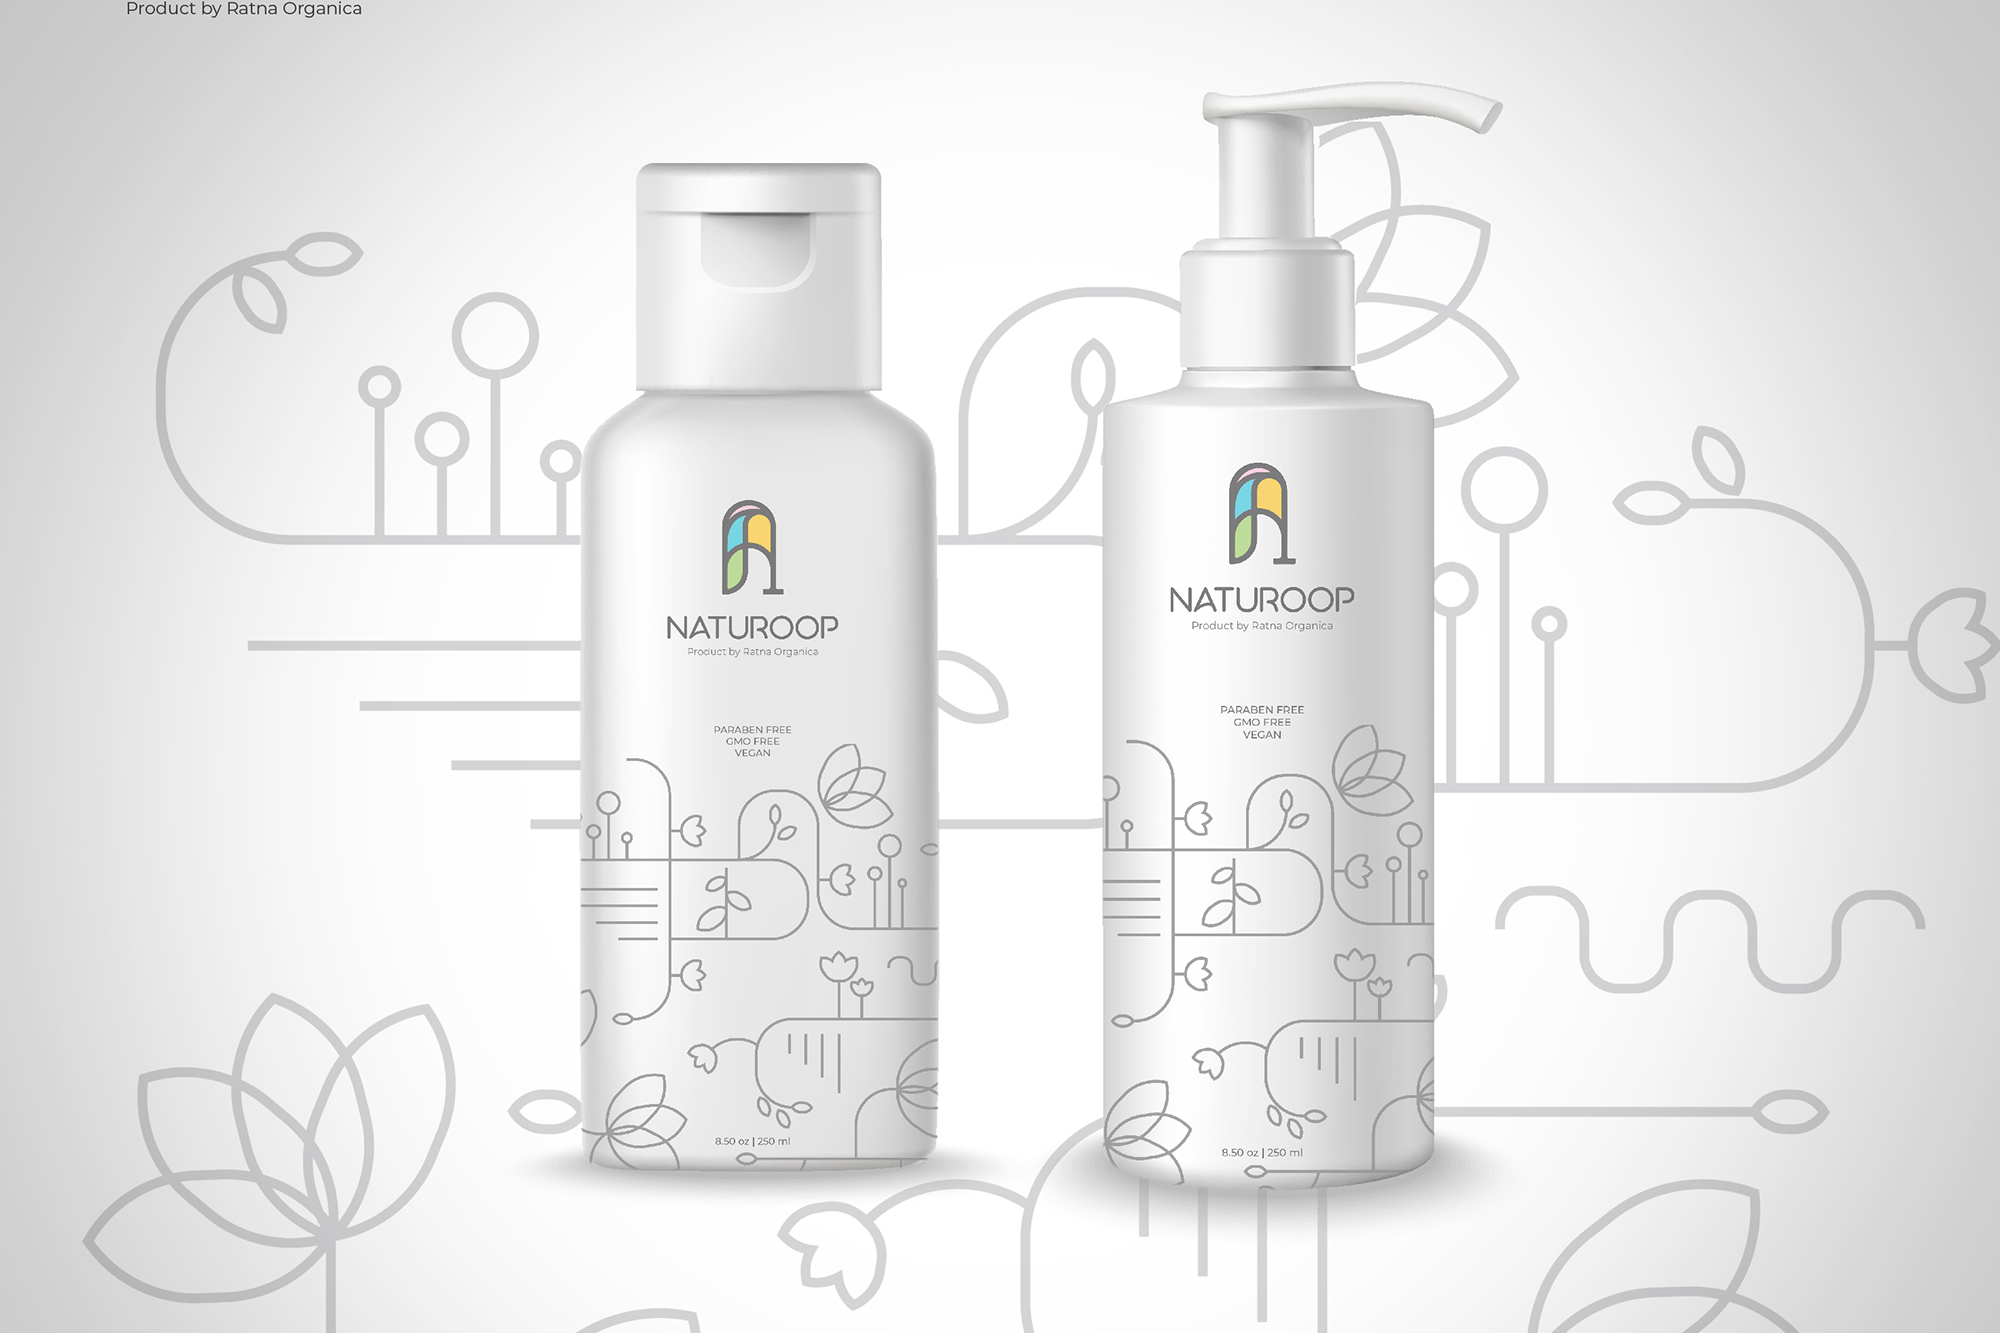 Product by Ratna Organica
NATUROOP
Product by Ratna Organica
PARABEN FREE
GMO FREE
VEGAN
8.50 oz | 250 ml
NATUROOP
Product by Ratna Organica
PARABEN FREE
GMO FREE
VEGAN
8.50 oz | 250 ml